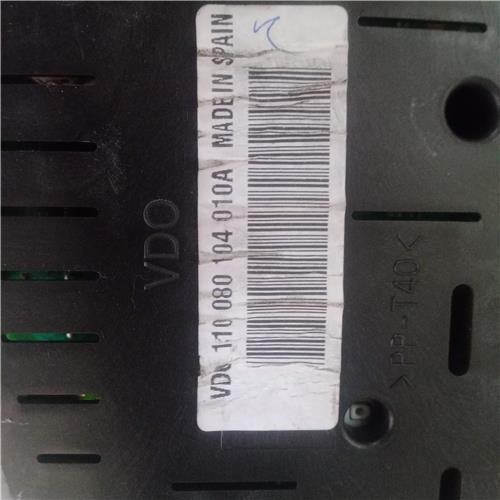 VDO 110 080 104 010A MADE IN SPAIN
VDO
>PP-T40<